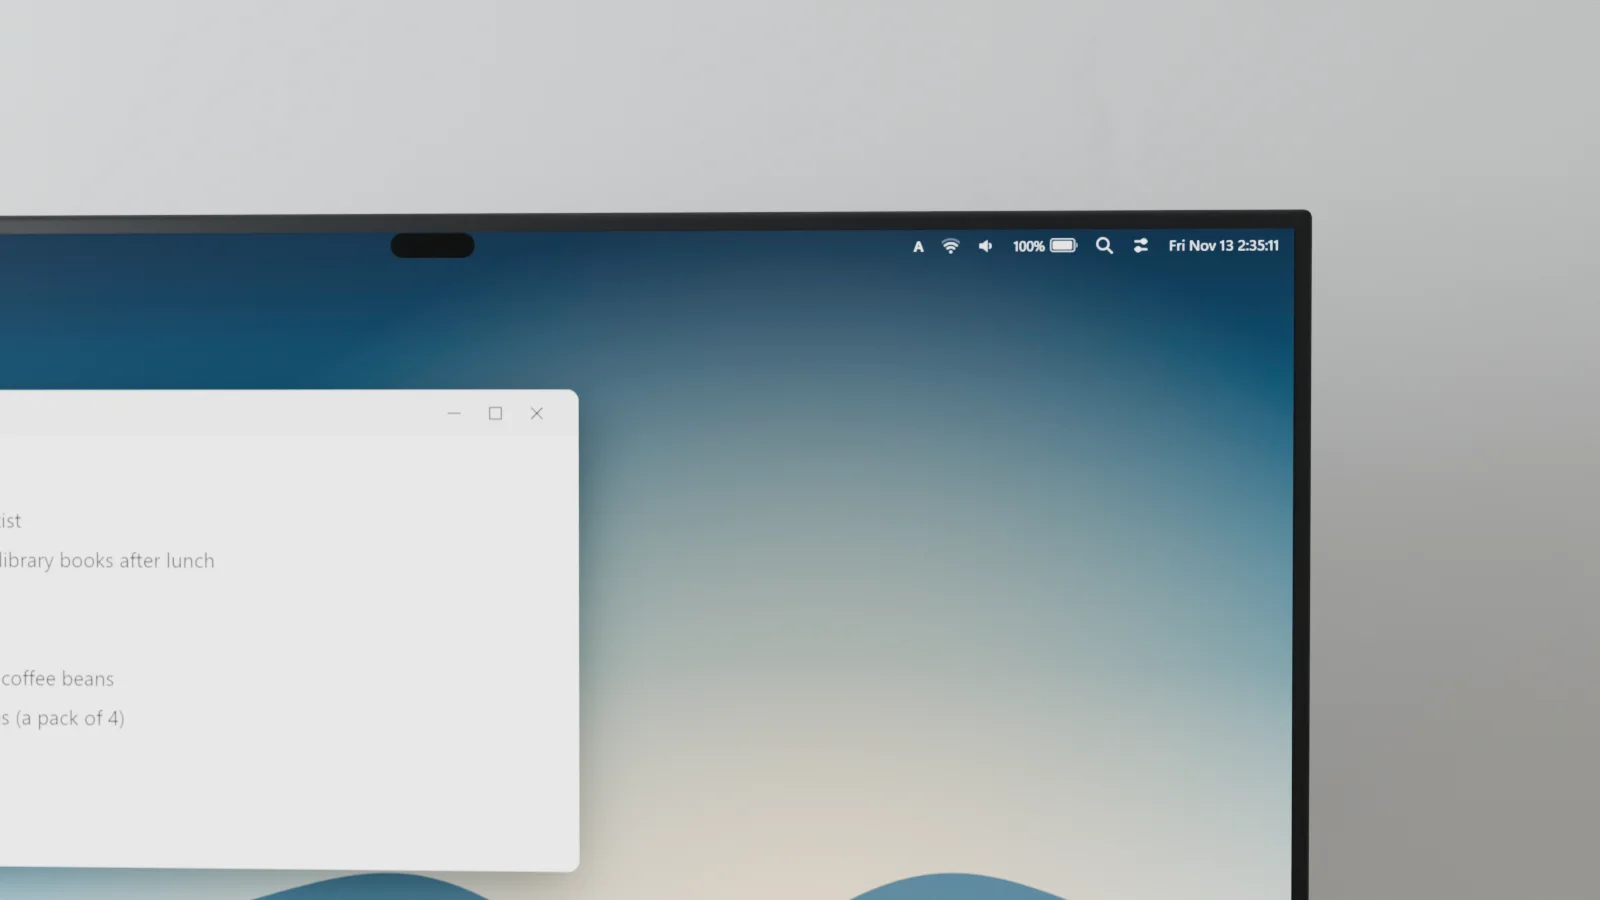 A 100% Fri Nov 13 2:35:11
ist
library books after lunch
coffee beans
s (a pack of 4)